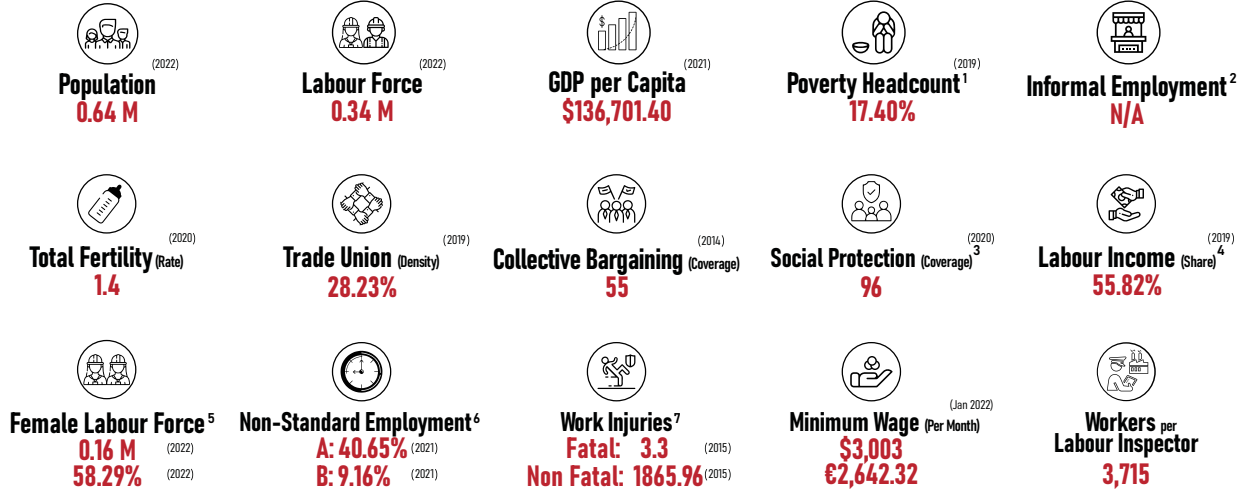 (2022)
Population
0.64 M
(2022)
Labour Force
0.34 M
$
(2021)
GDP per Capita
$136,701.40
(2019)
Poverty Headcount 1
17.40%
Informal Employment 2
N/A
(2020)
Total Fertility (Rate)
1.4
(2019)
Trade Union (Density)
28.23%
(2014)
Collective Bargaining (Coverage)
55
(2020)
Social Protection (Coverage) 3
96
(2019)
Labour Income (Share) 4
55.82%
Female Labour Force 5
0.16 M (2022)
58.29% (2022)
Non-Standard Employment 6
A: 40.65% (2021)
B: 9.16% (2021)
Work Injuries 7
Fatal: 3.3 (2015)
Non Fatal: 1865.96 (2015)
(Jan 2022)
Minimum Wage (Per Month)
$3,003
€2,642.32
Workers per
Labour Inspector
3,715